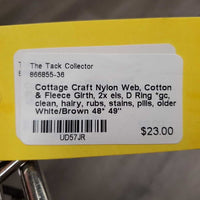 The Tack Collector
866855-36
Cottage Craft Nylon Web, Cotton
& Fleece Girth, 2x els, D Ring *gc,
clean, hairy, rubs, stains, pills, older
White/Brown 48" 49"
$23.00
UD57JR